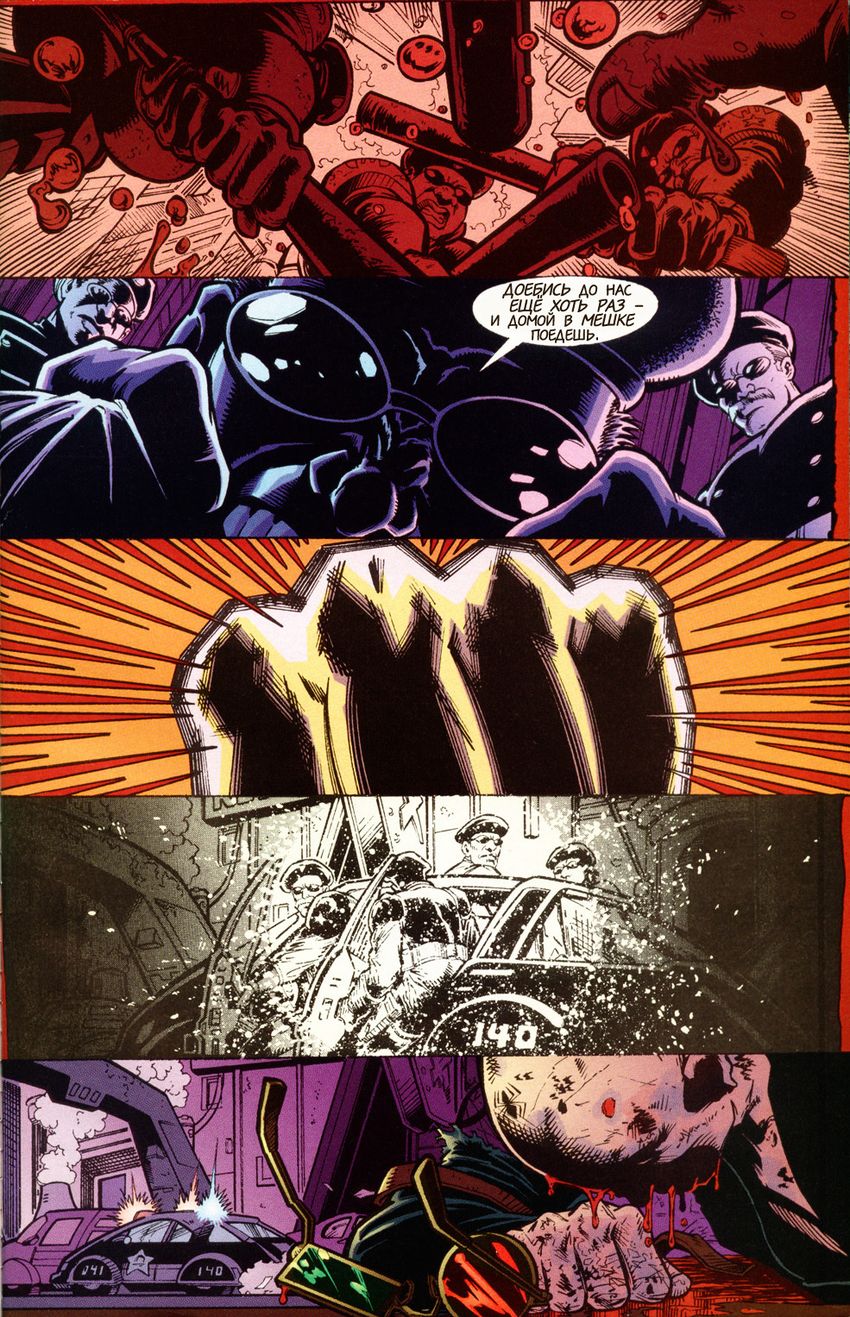 ДОЕБИСЬ ДО НАС
ЕЩЁ ХОТЬ РАЗ –
И ДОМОЙ В МЕШКЕ
ПОЕДЕШЬ.
140
241
140